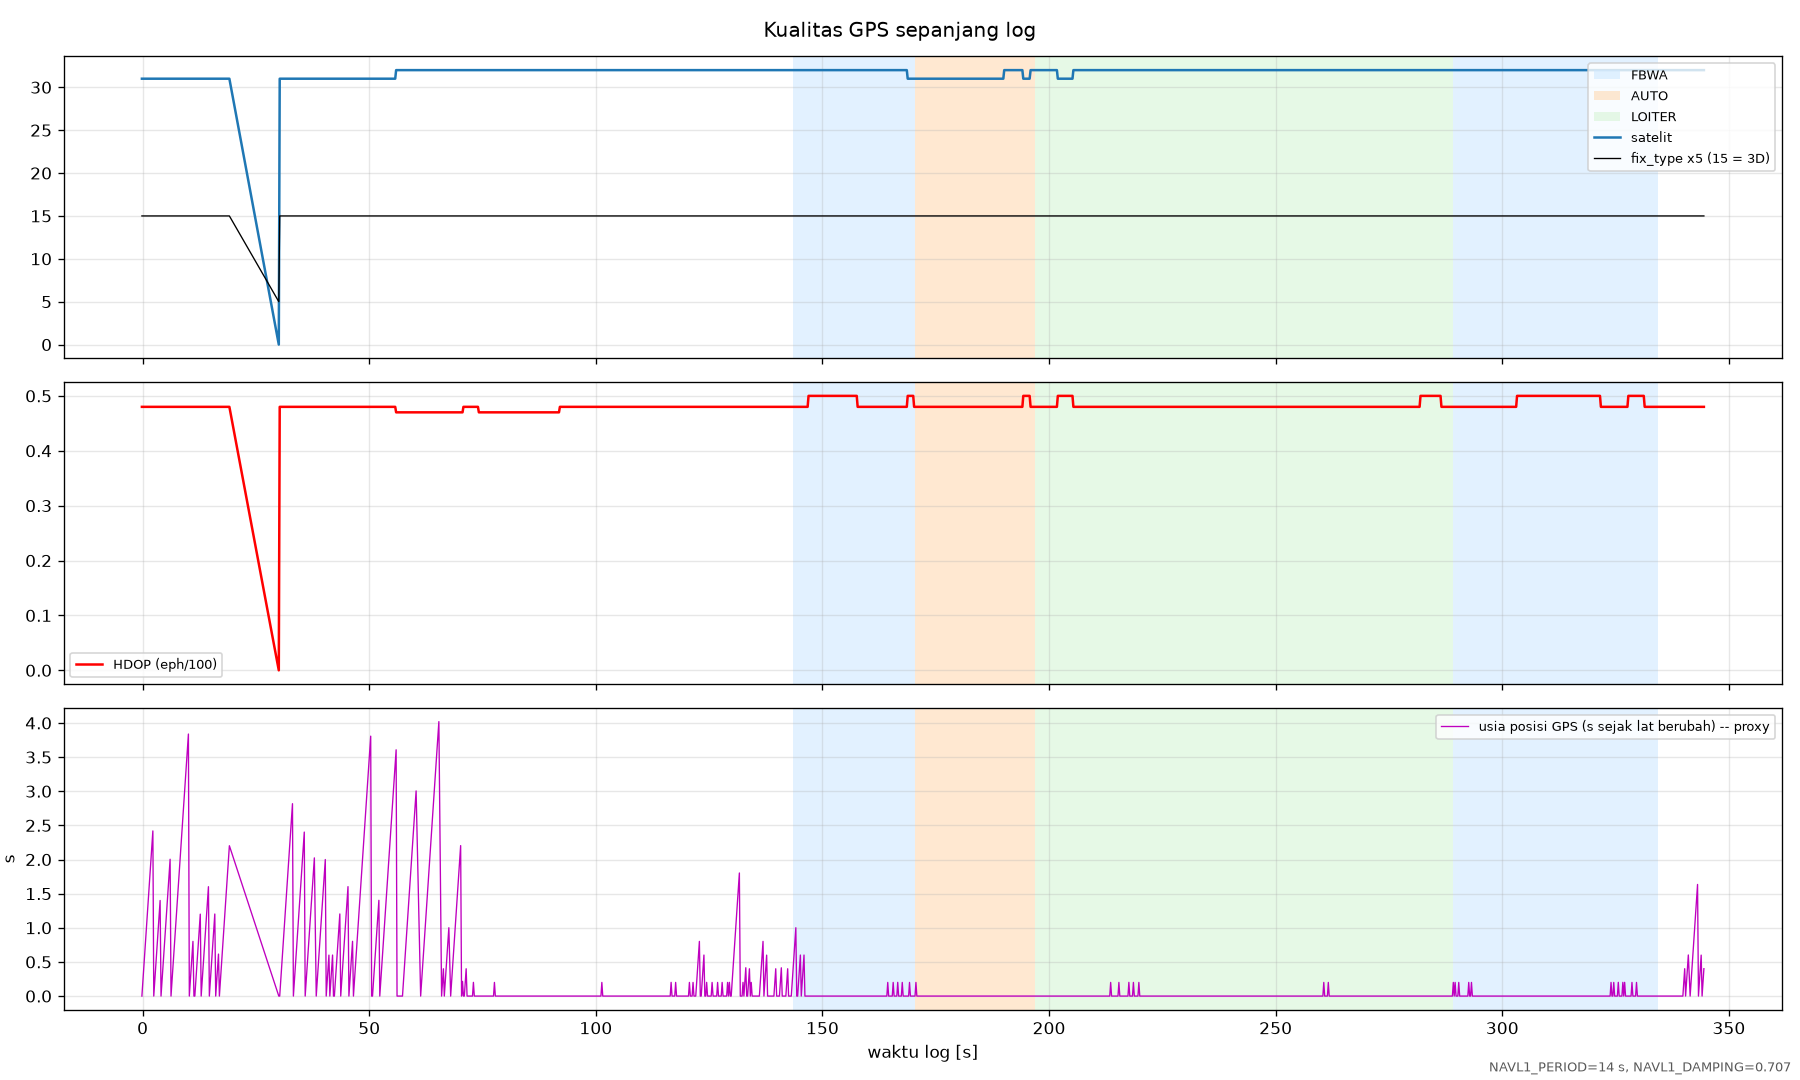 Kualitas GPS sepanjang log
30
25
20
15
10
5
0
FBWA
AUTO
LOITER
satelit
fix_type x5 (15 = 3D)
0.5
0.4
0.3
0.2
0.1
0.0
HDOP (eph/100)
4.0
3.5
3.0
2.5
2.0
1.5
1.0
0.5
0.0
s
usia posisi GPS (s sejak lat berubah) -- proxy
0 50 100 150 200 250 300 350
waktu log [s]
NAVL1_PERIOD=14 s, NAVL1_DAMPING=0.707